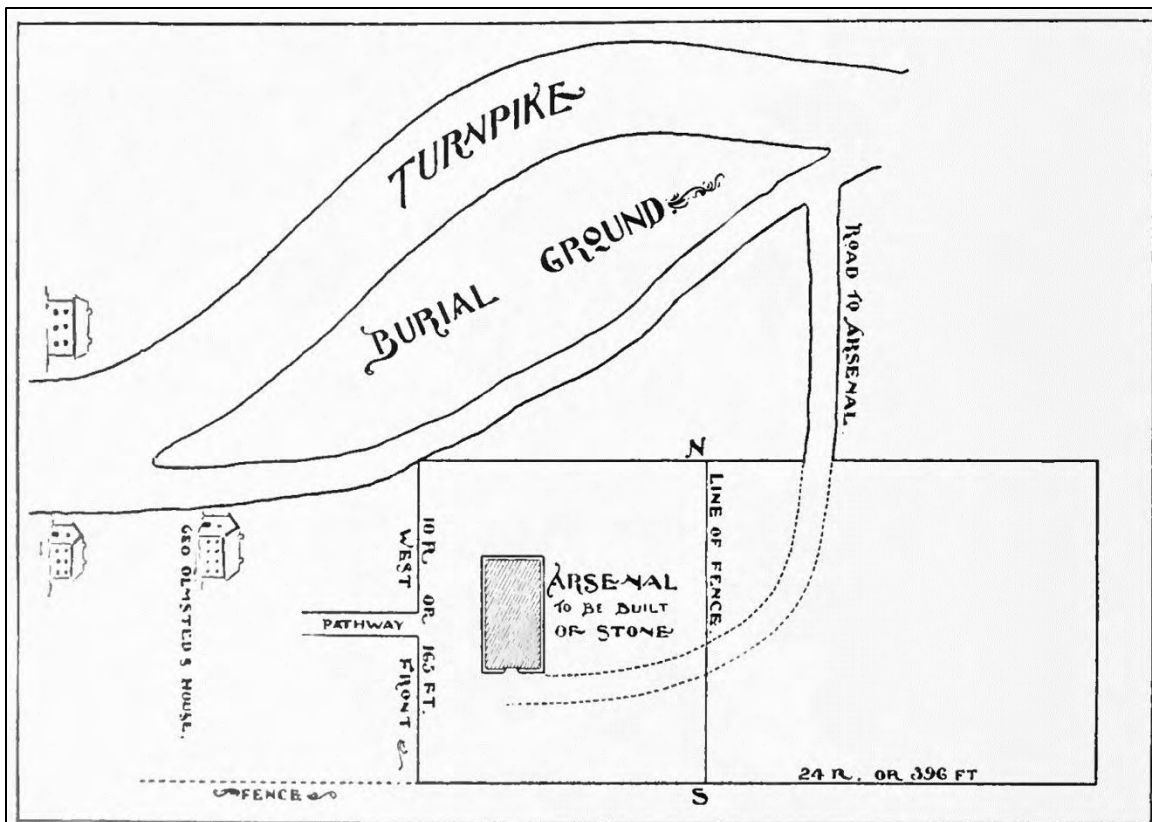 TURNPIKE
BURIAL GROUND
ROAD TO ARSENAL
N
LINE OF FENCE
10 R OR 165 FT.
WEST FRONT
ARSENAL
TO BE BUILT
OF STONE
PATHWAY
GEO OLMSTEDS HOUSE.
24 R. OR 396 FT
FENCE
S